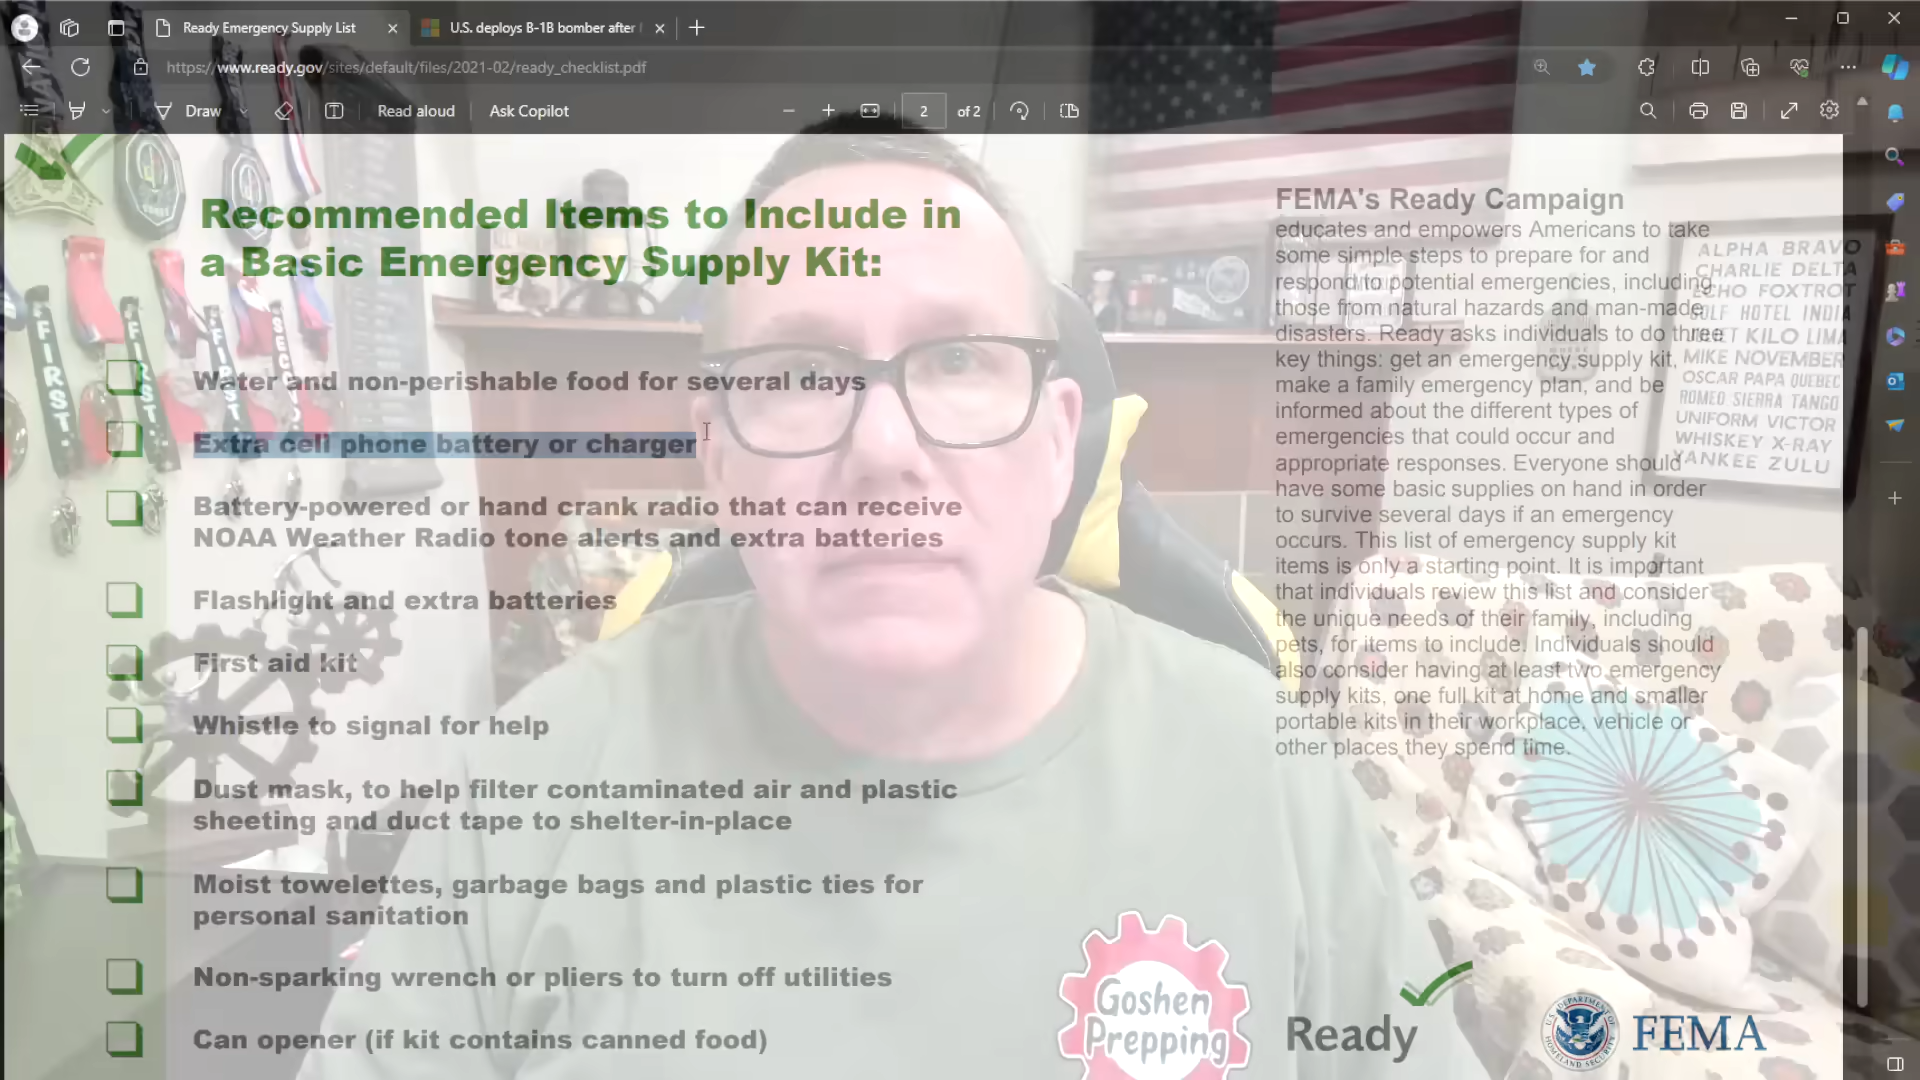 Ready Emergency Supply List
U.S. deploys B-1B bomber after
https://www.ready.gov/sites/default/files/2021-02/ready_checklist.pdf
Draw
Read aloud
Ask Copilot
2 of 2
Recommended Items to Include in
a Basic Emergency Supply Kit:
Water and non-perishable food for several days
Extra cell phone battery or charger
Battery-powered or hand crank radio that can receive
NOAA Weather Radio tone alerts and extra batteries
Flashlight and extra batteries
First aid kit
Whistle to signal for help
Dust mask, to help filter contaminated air and plastic
sheeting and duct tape to shelter-in-place
Moist towelettes, garbage bags and plastic ties for
personal sanitation
Non-sparking wrench or pliers to turn off utilities
Can opener (if kit contains canned food)
FEMA's Ready Campaign
educates and empowers Americans to take
some simple steps to prepare for and
respond to potential emergencies, including
those from natural hazards and man-made
disasters. Ready asks individuals to do three
key things: get an emergency supply kit,
make a family emergency plan, and be
informed about the different types of
emergencies that could occur and
appropriate responses. Everyone should
have some basic supplies on hand in order
to survive several days if an emergency
occurs. This list of emergency supply kit
items is only a starting point. It is important
that individuals review this list and consider
the unique needs of their family, including
pets, for items to include. Individuals should
also consider having at least two emergency
supply kits, one full kit at home and smaller
portable kits in their workplace, vehicle or
other places they spend time.
ALPHA BRAVO
CHARLIE DELTA
ECHO FOXTROT
GOLF HOTEL INDIA
KILO LIMA
MIKE NOVEMBER
OSCAR PAPA QUEBEC
ROMEO SIERRA TANGO
UNIFORM VICTOR
WHISKEY X-RAY
YANKEE ZULU
FIRST
FIRST
FIRST
SECOND
Goshen
Prepping
Ready
FEMA